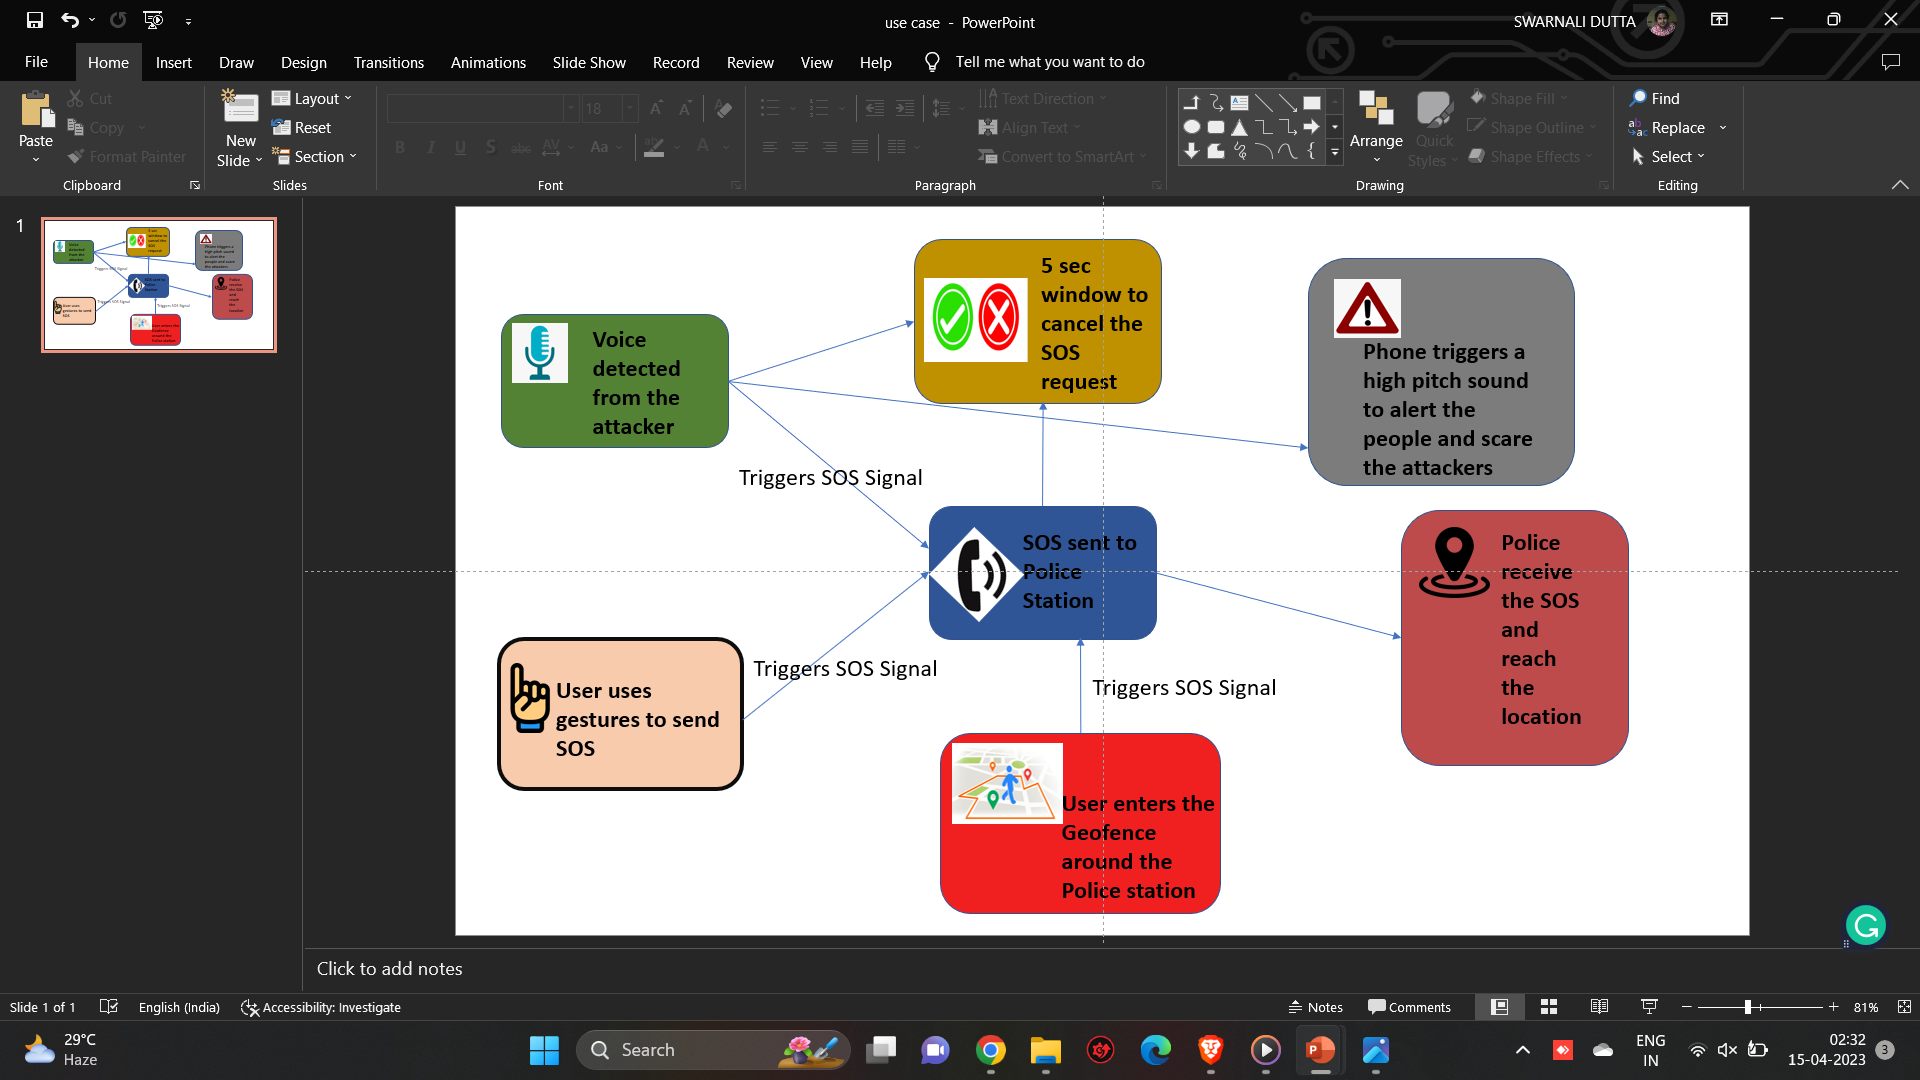 use case - PowerPoint
SWARNALI DUTTA
File
Home
Insert
Draw
Design
Transitions
Animations
Slide Show
Record
Review
View
Help
Tell me what you want to do
Paste
Cut
Copy
Format Painter
Clipboard
New
Slide
Layout
Reset
Section
Slides
18
B I U S abc AV Aa A
Font
Text Direction
Align Text
Convert to SmartArt
Paragraph
Arrange
Quick
Styles
Shape Fill
Shape Outline
Shape Effects
Drawing
Find
Replace
Select
Editing
1
Voice
detected
from the
attacker
5 sec
window to
cancel the
SOS
request
Phone triggers a
high pitch sound
to alert the
people and scare
the attackers
Triggers SOS Signal
SOS sent to
Police
Station
Police
receive
the SOS
and
reach
the
location
User uses
gestures to send
SOS
Triggers SOS Signal
Triggers SOS Signal
User enters the
Geofence
around the
Police station
Click to add notes
Slide 1 of 1
English (India)
Accessibility: Investigate
Notes
Comments
81%
29°C
Haze
Search
ENG
IN
02:32
15-04-2023
3